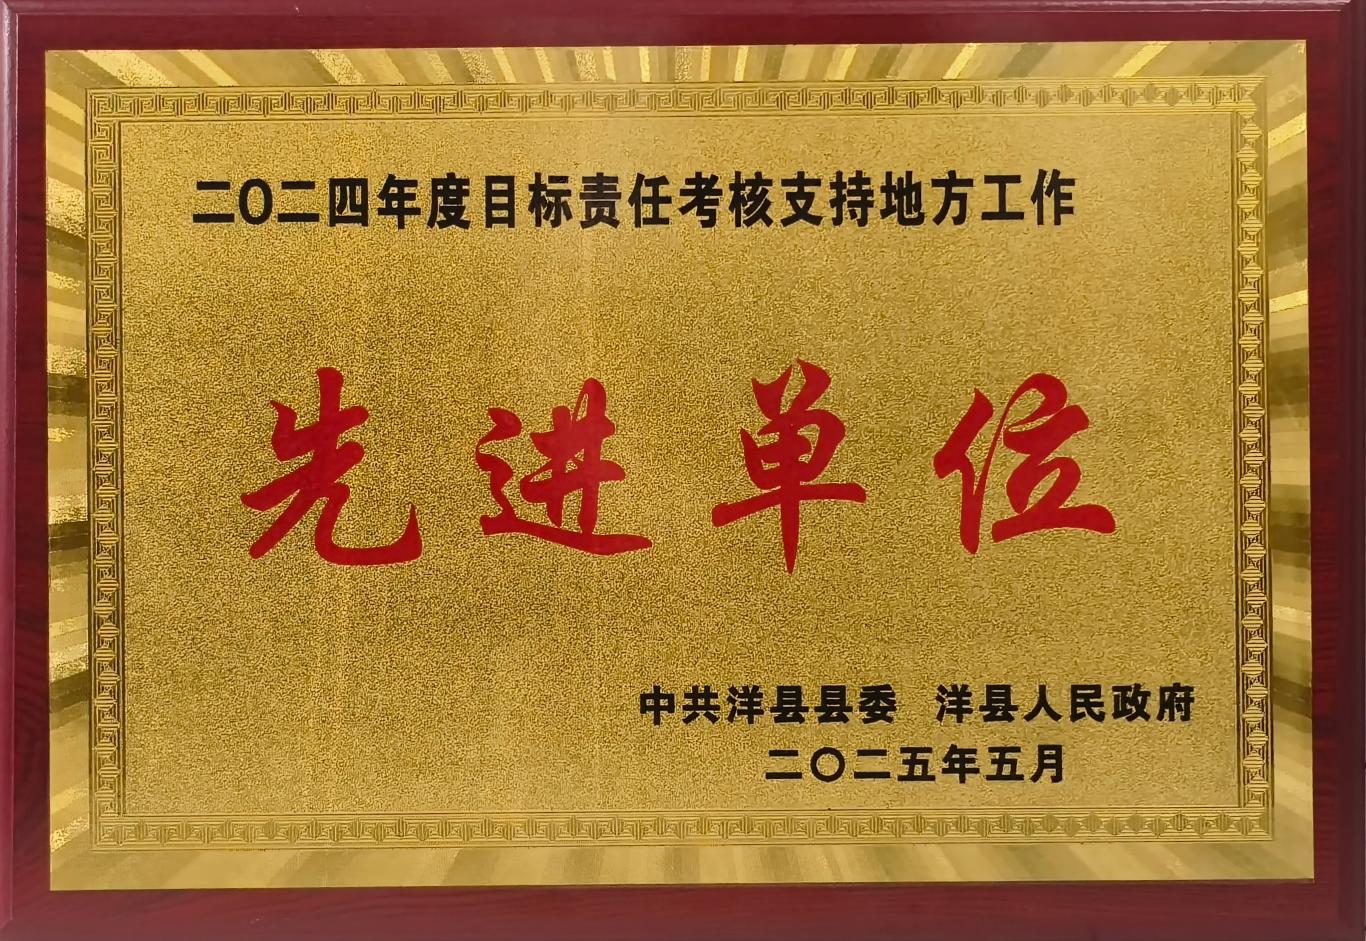 二〇二四年度目标责任考核支持地方工作
先进单位
中共洋县县委 洋县人民政府
二〇二五年五月